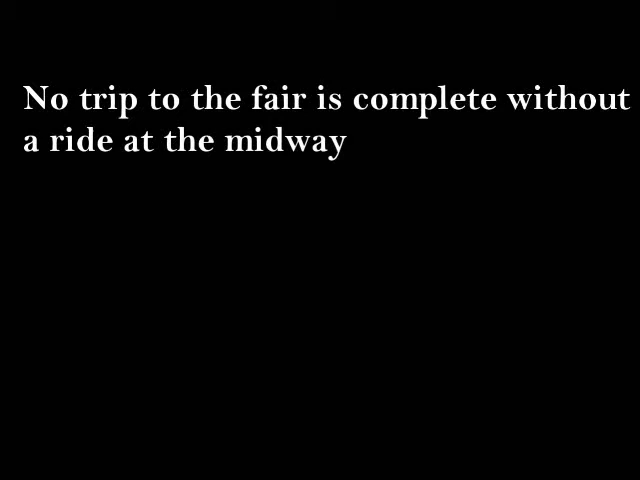 No trip to the fair is complete without
a ride at the midway